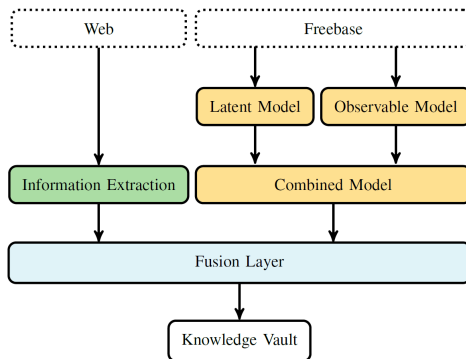 Web
Freebase
Latent Model
Observable Model
Information Extraction
Combined Model
Fusion Layer
Knowledge Vault